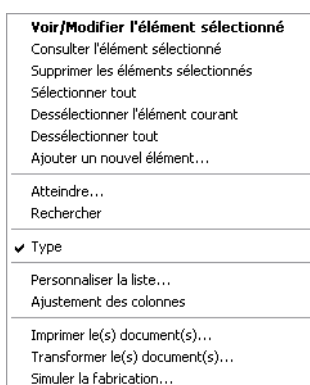 Voir/Modifier l'élément sélectionné
Consulter l'élément sélectionné
Supprimer les éléments sélectionnés
Sélectionner tout
Dessélectionner l'élément courant
Dessélectionner tout
Ajouter un nouvel élément...
Atteindre...
Rechercher
Type
Personnaliser la liste...
Ajustement des colonnes
Imprimer le(s) document(s)...
Transformer le(s) document(s)...
Simuler la fabrication...